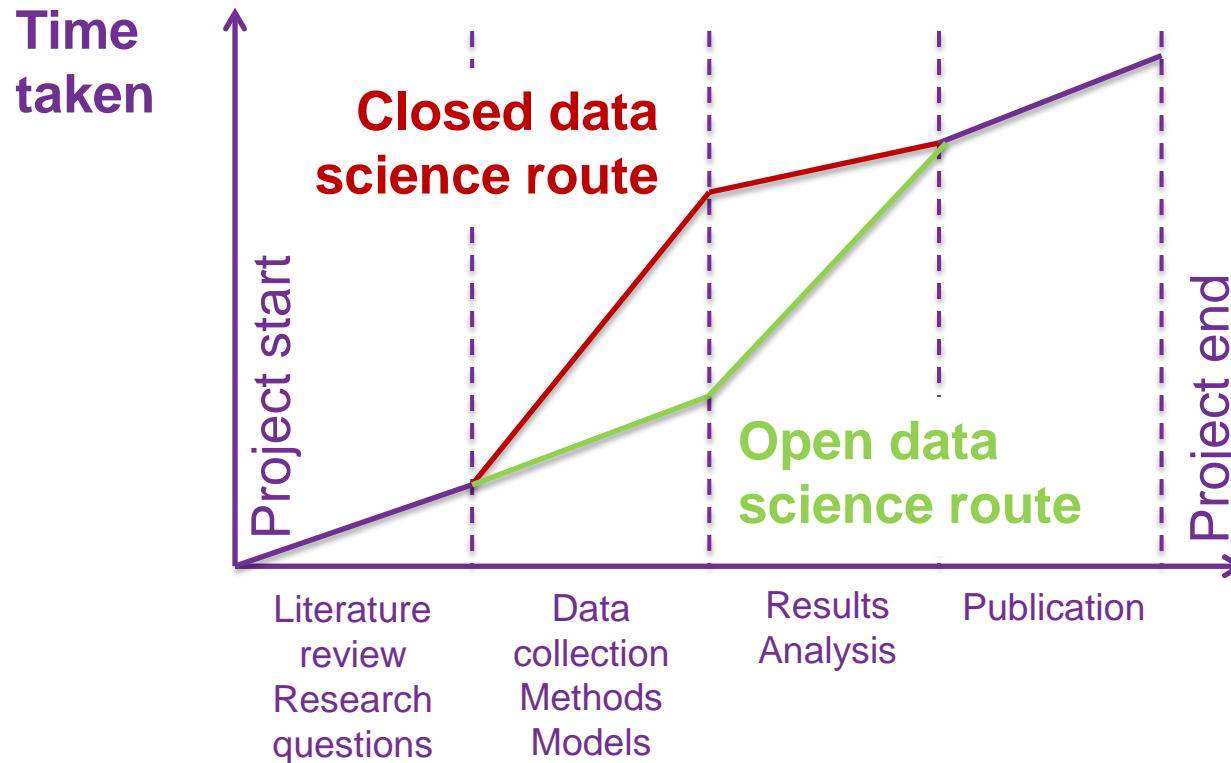 Time
taken
Closed data
science route
Project start
Open data
science route
Project end
Literature
review
Research
questions
Data
collection
Methods
Models
Results
Analysis
Publication